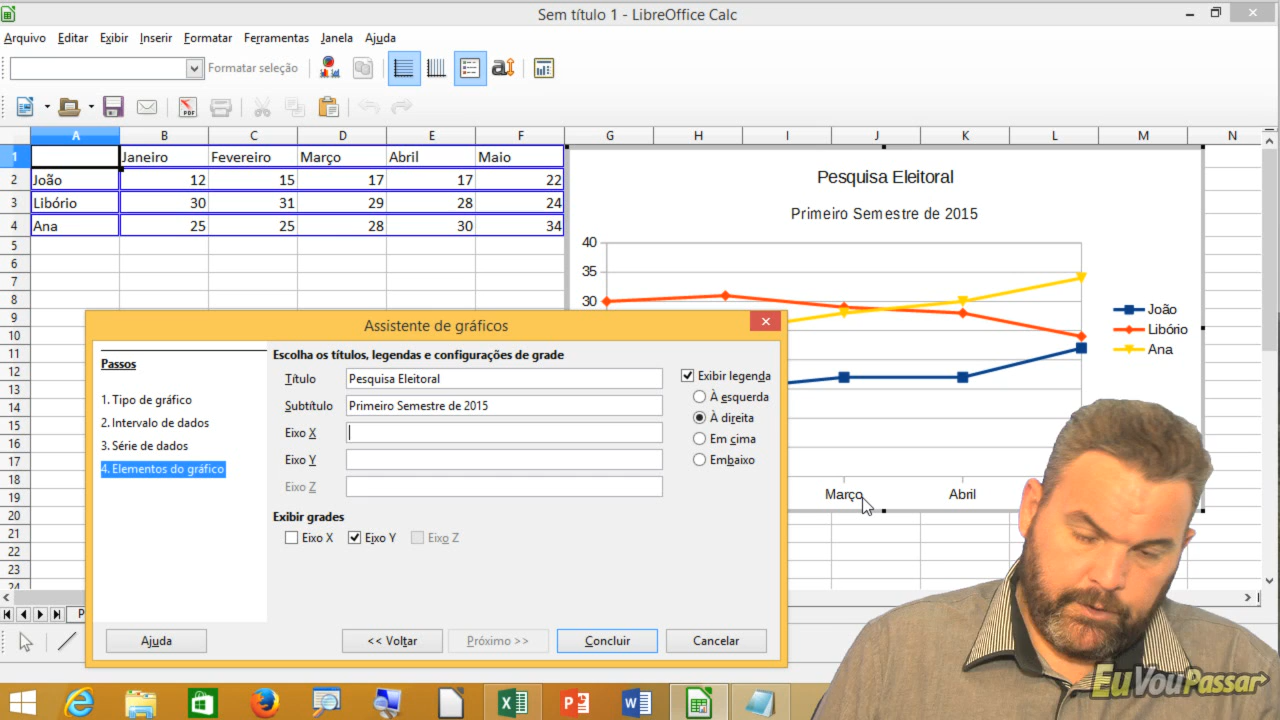 Sem título 1 - LibreOffice Calc
Arquivo Editar Exibir Inserir Formatar Ferramentas Janela Ajuda
Formatar seleção
A B C D E F G H I J K L M N
1 Janeiro Fevereiro Março Abril Maio
2 João 12 15 17 17 22
3 Libório 30 31 29 28 24
4 Ana 25 25 28 30 34
5
6
7
8
9
10
11
12
13
14
15
16
17
18
19
20
21
22
23
24
Pesquisa Eleitoral
Primeiro Semestre de 2015
40
35
30
João
Libório
Ana
Março Abril
Assistente de gráficos
Passos
1. Tipo de gráfico
2. Intervalo de dados
3. Série de dados
4. Elementos do gráfico
Escolha os títulos, legendas e configurações de grade
Título Pesquisa Eleitoral
Subtítulo Primeiro Semestre de 2015
Eixo X
Eixo Y
Eixo Z
Exibir legenda
À esquerda
À direita
Em cima
Embaixo
Exibir grades
Eixo X Eixo Y Eixo Z
Ajuda << Voltar Próximo >> Concluir Cancelar
P
EuVouPassar